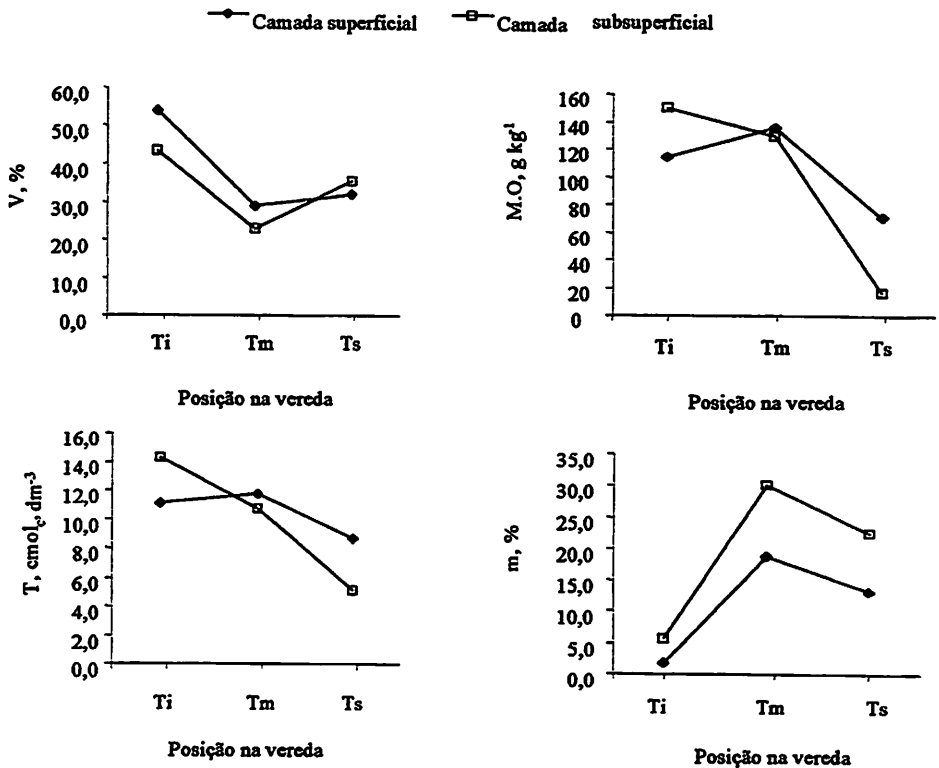 Camada superficial Camada subsuperficial
60,0
50,0
40,0
30,0
20,0
10,0
0,0
V, %
Ti Tm Ts
Posição na vereda
160
140
120
100
80
60
40
20
0
M.O, g kg-1
Ti Tm Ts
Posição na vereda
16,0
14,0
12,0
10,0
8,0
6,0
4,0
2,0
0,0
T, cmolc, dm-3
Ti Tm Ts
Posição na vereda
35,0
30,0
25,0
20,0
15,0
10,0
5,0
0,0
m, %
Ti Tm Ts
Posição na vereda